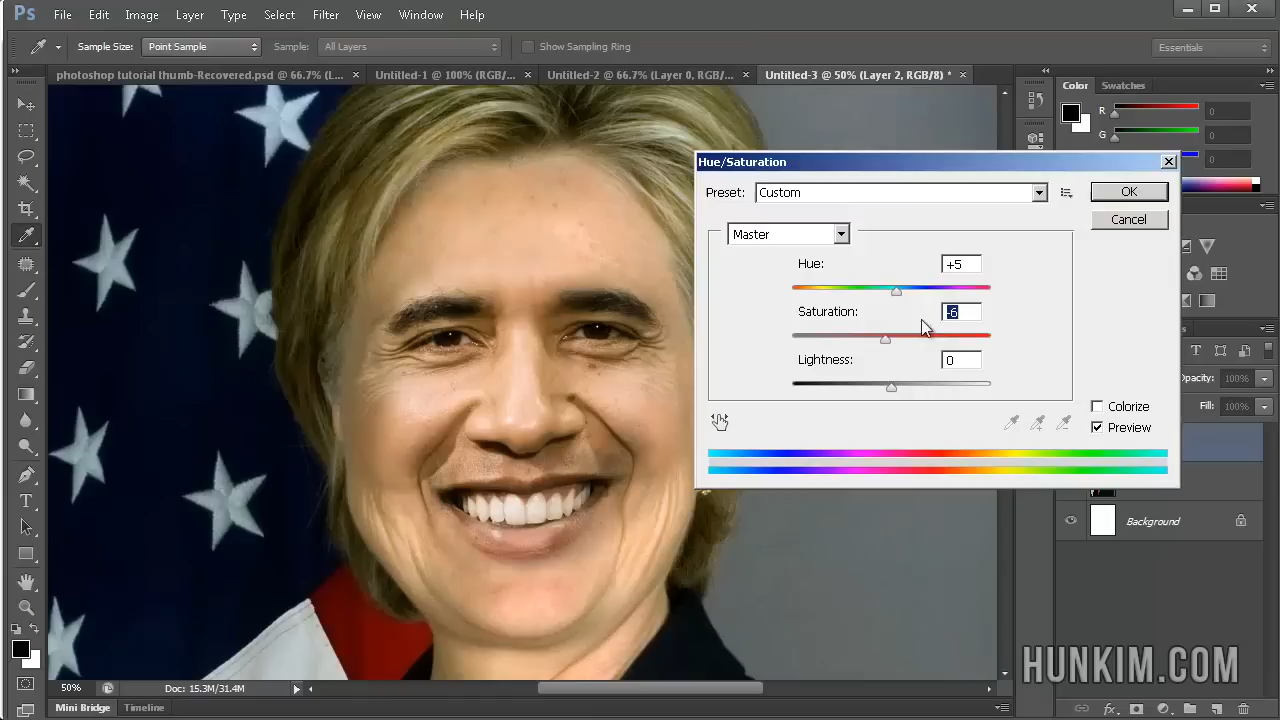 Ps File Edit Image Layer Type Select Filter View Window Help
Sample Size: Point Sample Sample: All Layers Show Sampling Ring Essentials
photoshop tutorial thumb-Recovered.psd @ 66.7% (L... × Untitled-1 @ 100% (RGB/... × Untitled-2 @ 66.7% (Layer 0, RGB/... × Untitled-3 @ 50% (Layer 2, RGB/8) * ×
Color Swatches
R 0
G 0
0
Hue/Saturation
Preset: Custom
OK
Cancel
Master
Hue: +5
Saturation: -6
Lightness: 0
Colorize
Preview
Opacity: 100%
Fill: 100%
Background
HUNKIM.COM
50% Doc: 15.3M/31.4M
Mini Bridge Timeline